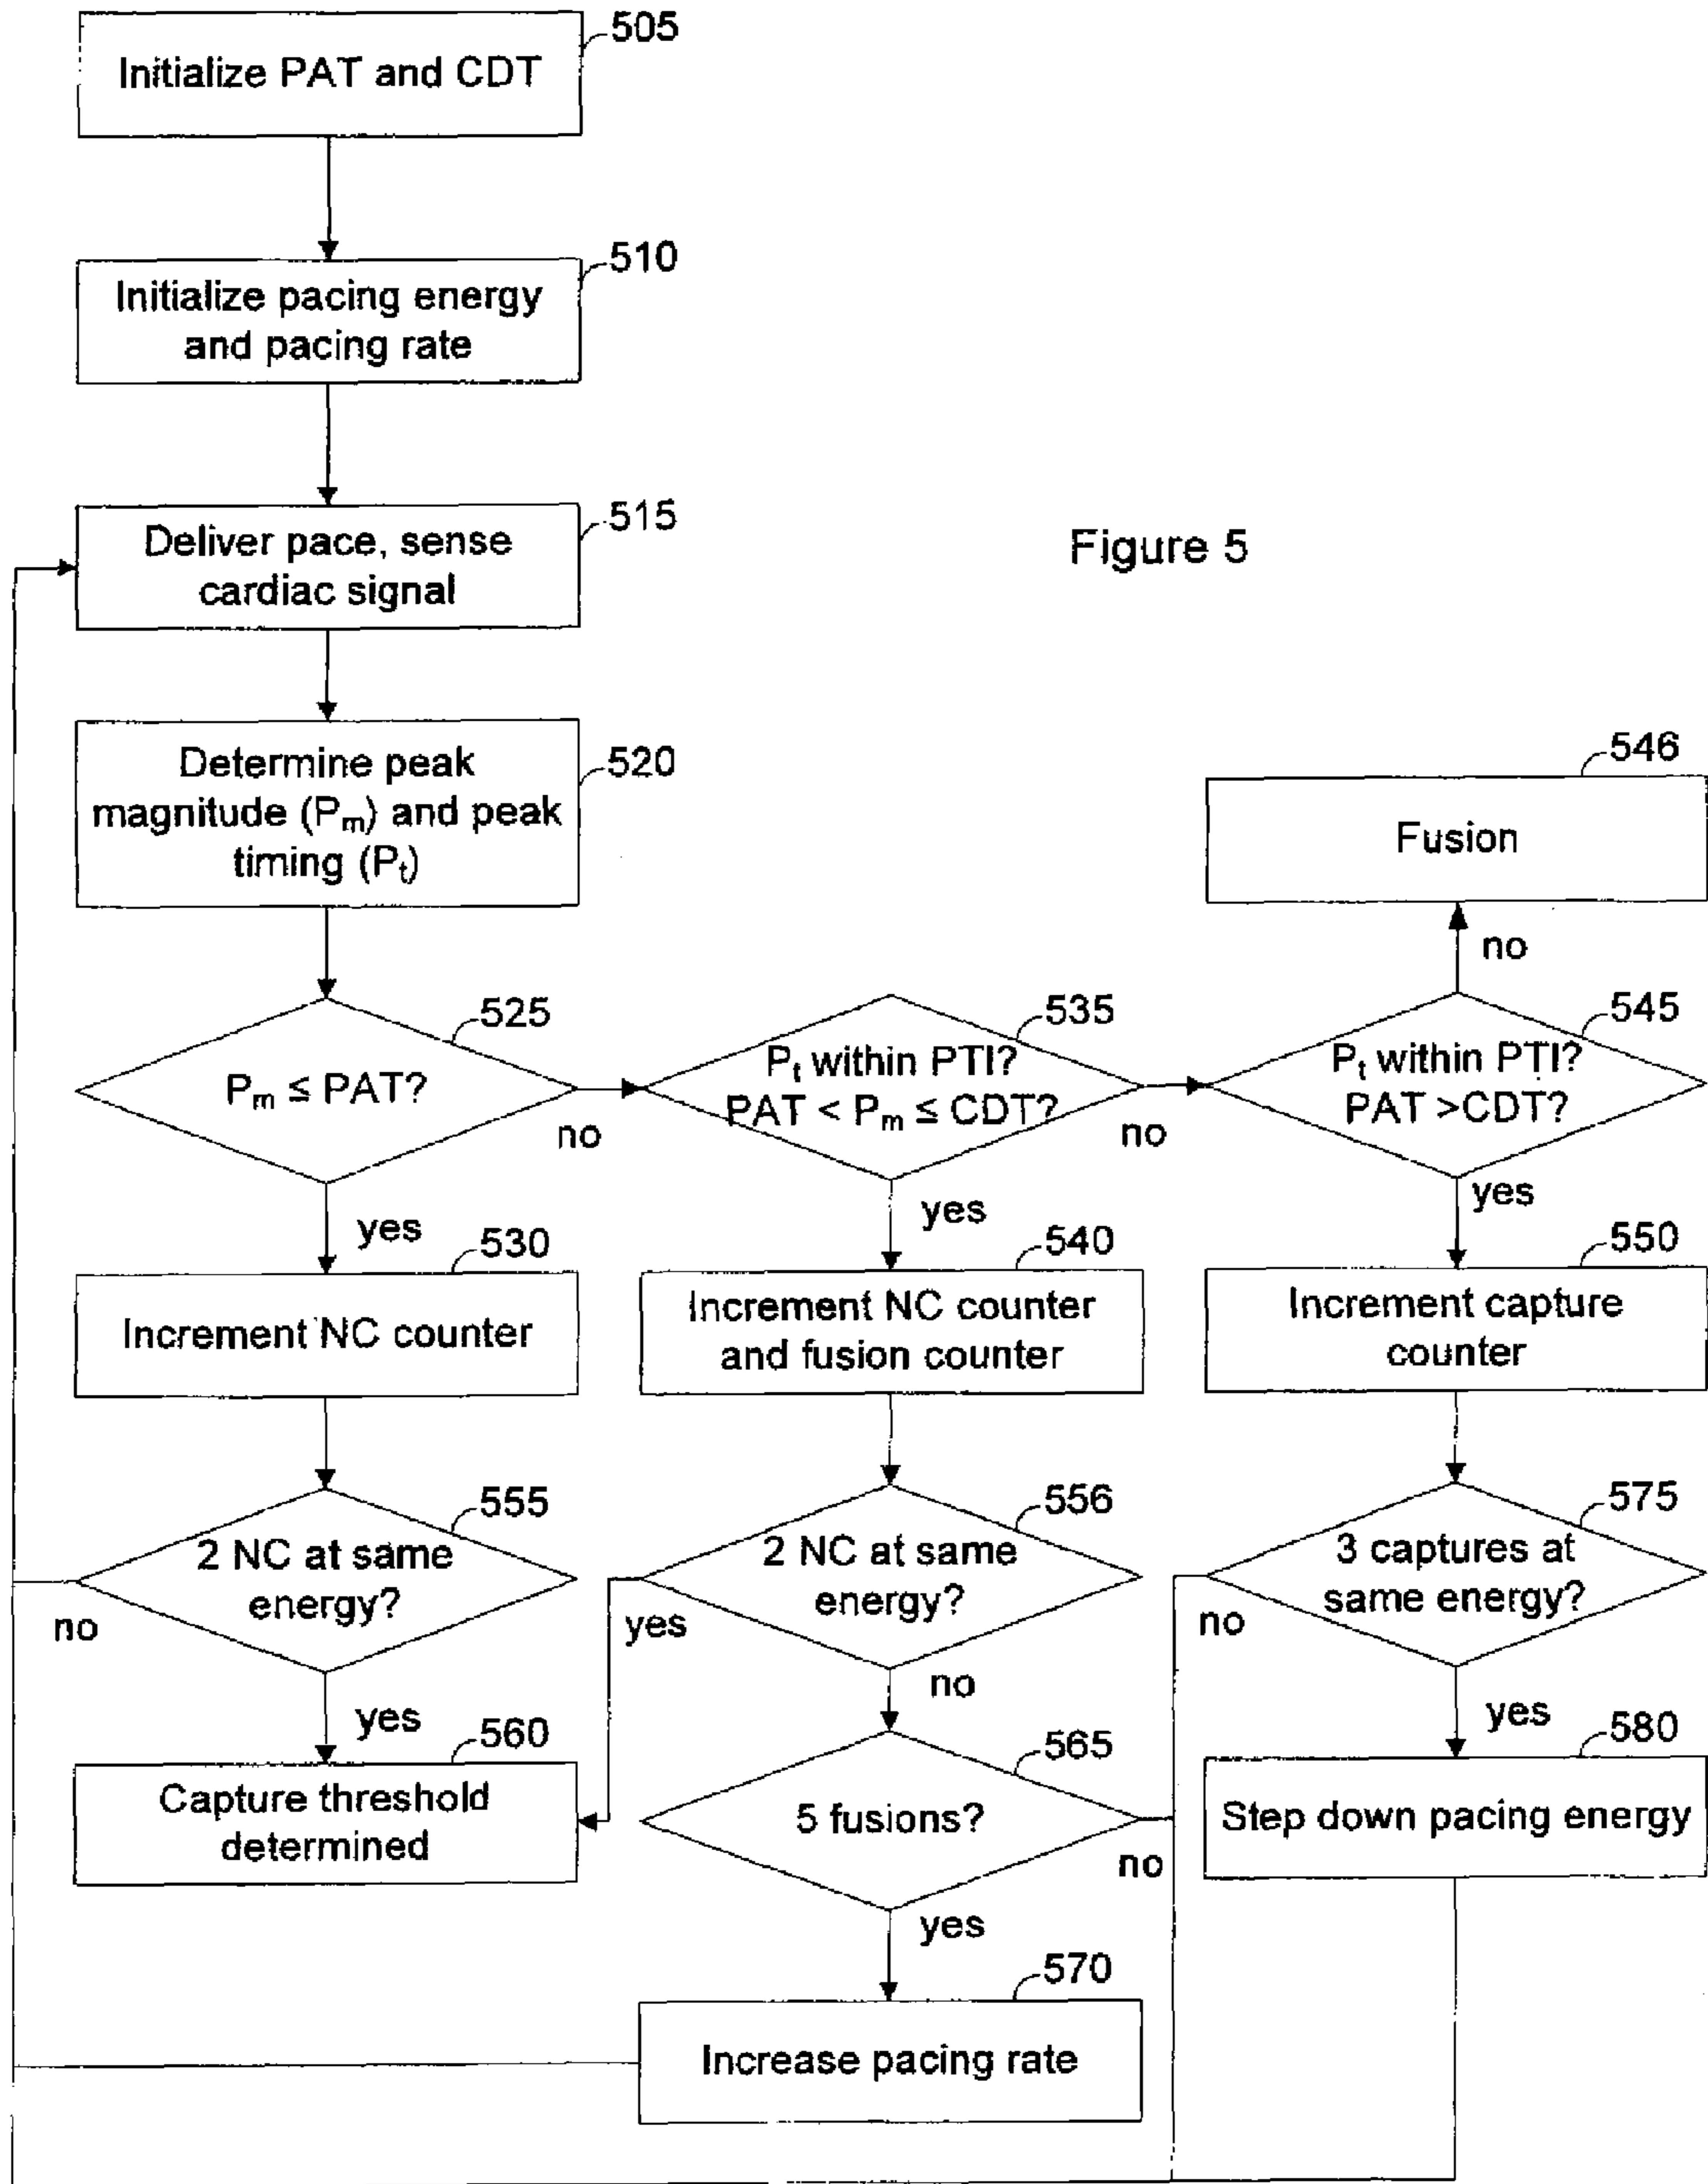 505
Initialize PAT and CDT
510
Initialize pacing energy
and pacing rate
515
Deliver pace, sense
cardiac signal
Figure 5
520
Determine peak
magnitude (Pm) and peak
timing (Pt)
546
Fusion
no
525
Pm ≤ PAT?
no
yes
535
Pt within PTI?
PAT < Pm ≤ CDT?
no
yes
545
Pt within PTI?
PAT >CDT?
yes
530
Increment NC counter
540
Increment NC counter
and fusion counter
550
Increment capture
counter
555
2 NC at same
energy?
no
yes
556
2 NC at same
energy?
yes
no
575
3 captures at
same energy?
no
yes
560
Capture threshold
determined
565
5 fusions?
no
yes
580
Step down pacing energy
570
Increase pacing rate